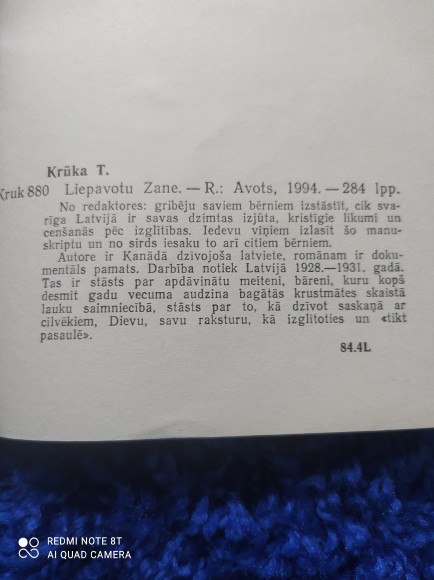 Krūka T.
Kruk 880 Liepavotu Zane. — R.: Avots, 1994. — 284 lpp.
No redaktores: gribēju saviem bērniem izstāstīt, cik sva-
rīga Latvijā ir savas dzimtas izjūta, kristīgie likumi un
cenšanās pēc izglītības. Iedevu viņiem izlasīt šo manu-
skriptu un no sirds iesaku to arī citiem bērniem.
Autore ir Kanādā dzīvojoša latviete, romānam ir doku-
mentāls pamats. Darbība notiek Latvijā 1928.—1931. gadā.
Tas ir stāsts par apdāvinātu meiteni, bāreni, kuru kopš
desmit gadu vecuma audzina bagātās krustmātes skaistā
lauku saimniecībā, stāsts par to, kā dzīvot saskaņā ar
cilvēkiem, Dievu, savu raksturu, kā izglītoties un «tikt
pasaulē».
84.4L
REDMI NOTE 8T
AI QUAD CAMERA